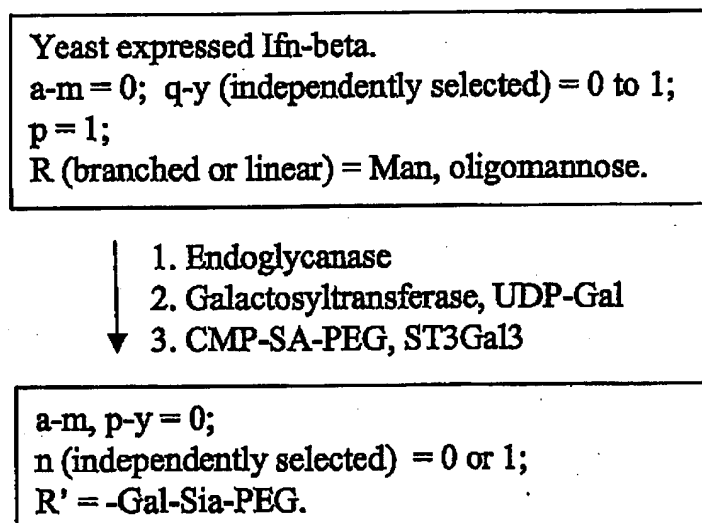 Yeast expressed Ifn-beta.
a-m = 0; q-y (independently selected) = 0 to 1;
p = 1;
R (branched or linear) = Man, oligomannose.
1. Endoglycanase
2. Galactosyltransferase, UDP-Gal
3. CMP-SA-PEG, ST3Gal3
a-m, p-y = 0;
n (independently selected) = 0 or 1;
R' = -Gal-Sia-PEG.